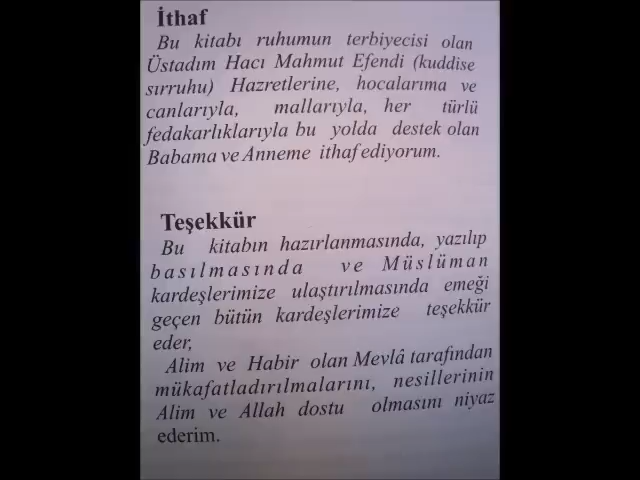 İthaf
Bu kitabı ruhumun terbiyecisi olan
Üstadım Hacı Mahmut Efendi (kuddise
sırruhu) Hazretlerine, hocalarıma ve
canlarıyla, mallarıyla, her türlü
fedakarlıklarıyla bu yolda destek olan
Babama ve Anneme ithaf ediyorum.
Teşekkür
Bu kitabın hazırlanmasında, yazılıp
basılmasında ve Müslüman
kardeşlerimize ulaştırılmasında emeği
geçen bütün kardeşlerimize teşekkür
eder,
Alim ve Habir olan Mevlâ tarafından
mükafatladırılmalarını, nesillerinin
Alim ve Allah dostu olmasını niyaz
ederim.